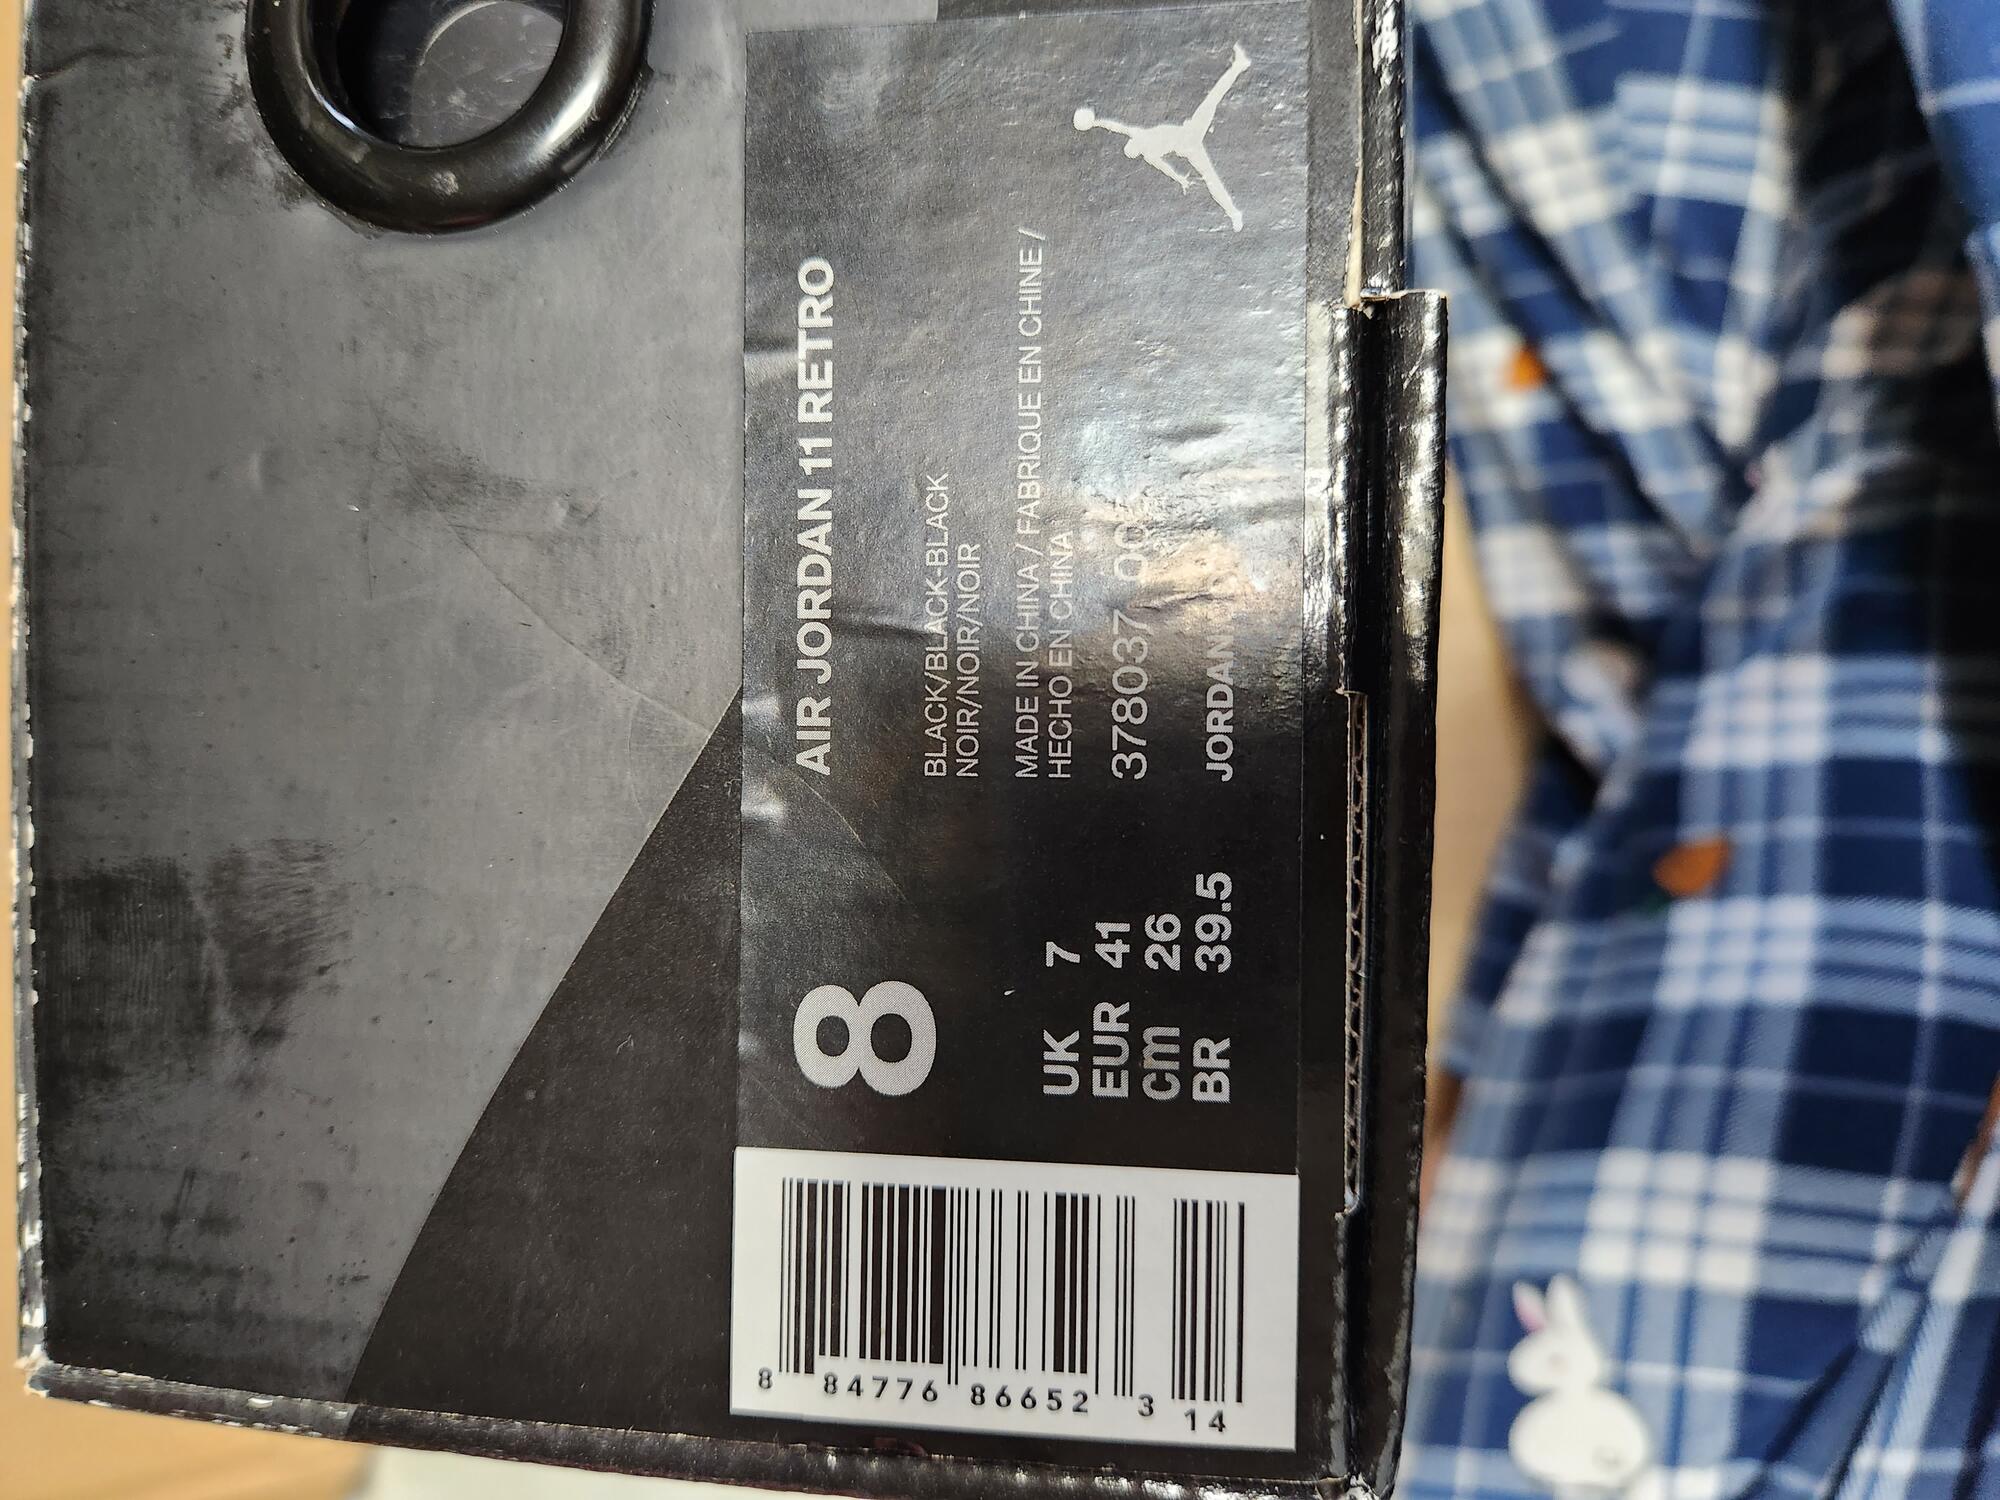 AIR JORDAN 11 RETRO
BLACK/BLACK-BLACK
NOIR/NOIR/NOIR
MADE IN CHINA / FABRIQUE EN CHINE /
HECHO EN CHINA
378037
JORDAN
8
UK 7
EUR 41
cm 26
BR 39.5
8 84776 86652 3 14